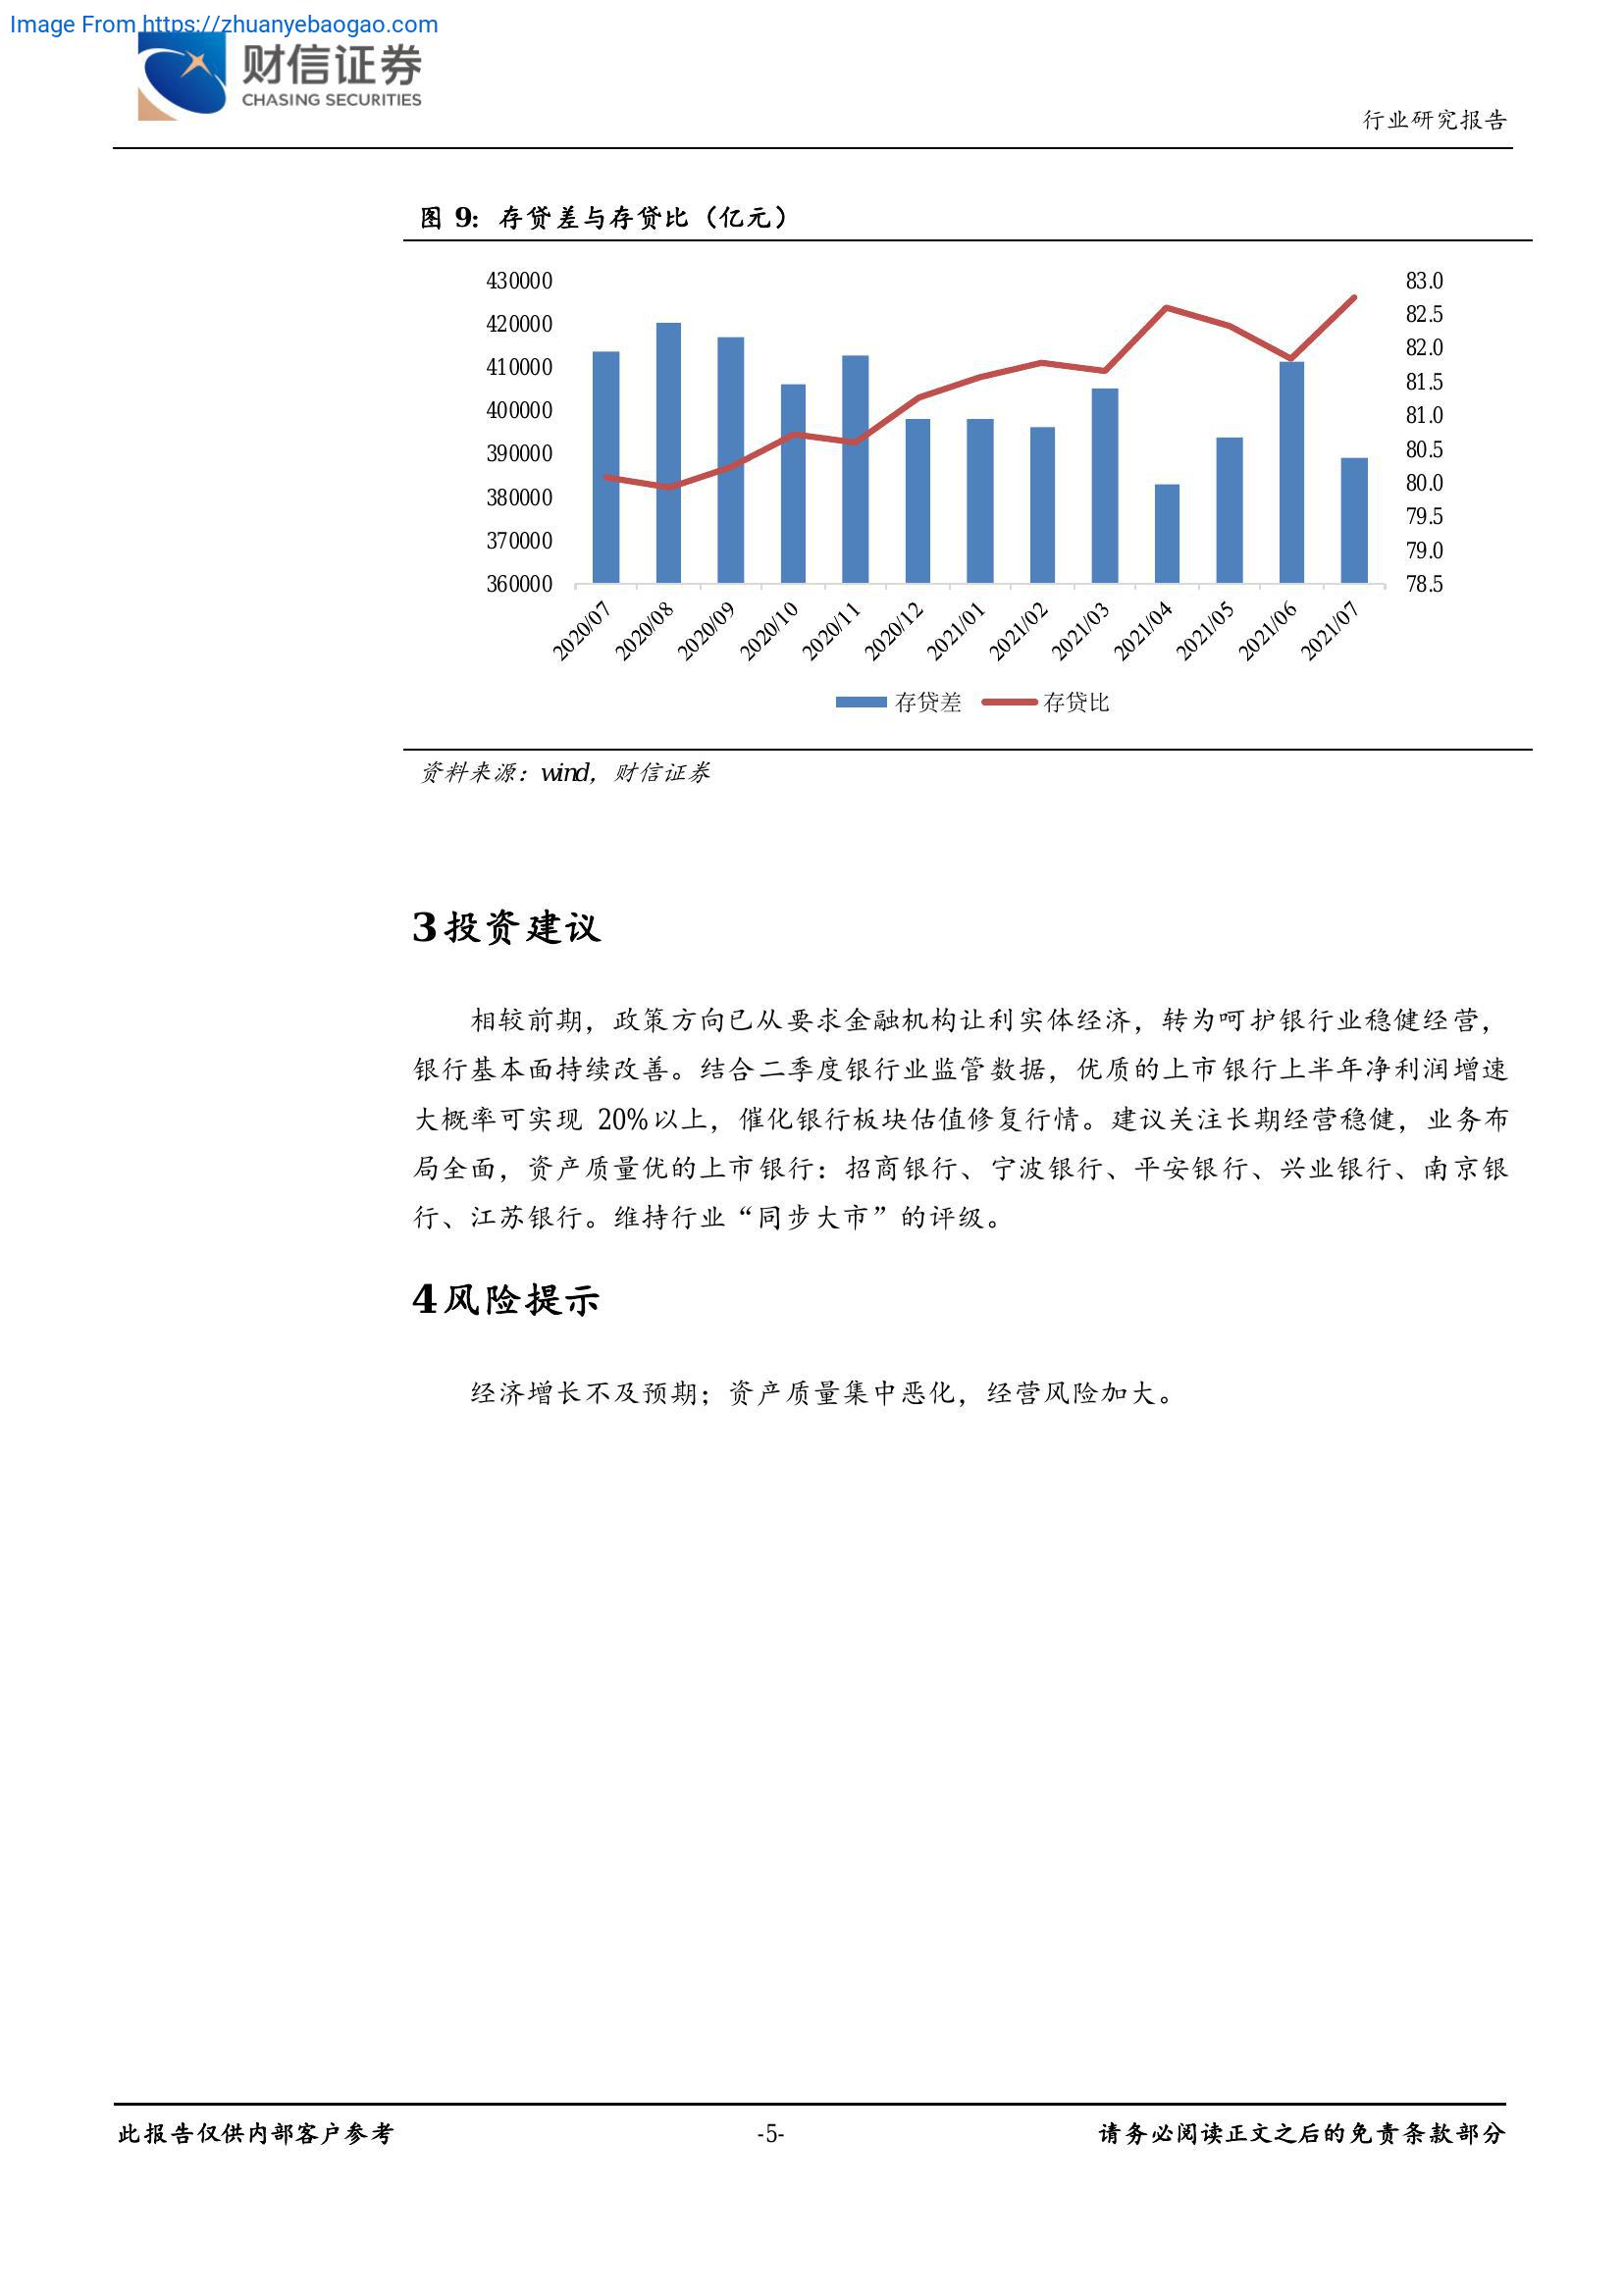 Image From https://zhuanyebaogao.com
财信证券
CHASING SECURITIES
行业研究报告
图 9：存贷差与存贷比（亿元）
430000
420000
410000
400000
390000
380000
370000
360000
83.0
82.5
82.0
81.5
81.0
80.5
80.0
79.5
79.0
78.5
2020/07
2020/08
2020/09
2020/10
2020/11
2020/12
2021/01
2021/02
2021/03
2021/04
2021/05
2021/06
2021/07
存贷差 存贷比
资料来源：wind，财信证券
3 投资建议
相较前期，政策方向已从要求金融机构让利实体经济，转为呵护银行业稳健经营，
银行基本面持续改善。结合二季度银行业监管数据，优质的上市银行上半年净利润增速
大概率可实现 20%以上，催化银行板块估值修复行情。建议关注长期经营稳健，业务布
局全面，资产质量优的上市银行：招商银行、宁波银行、平安银行、兴业银行、南京银
行、江苏银行。维持行业“同步大市”的评级。
4 风险提示
经济增长不及预期；资产质量集中恶化，经营风险加大。
此报告仅供内部客户参考 -5- 请务必阅读正文之后的免责条款部分